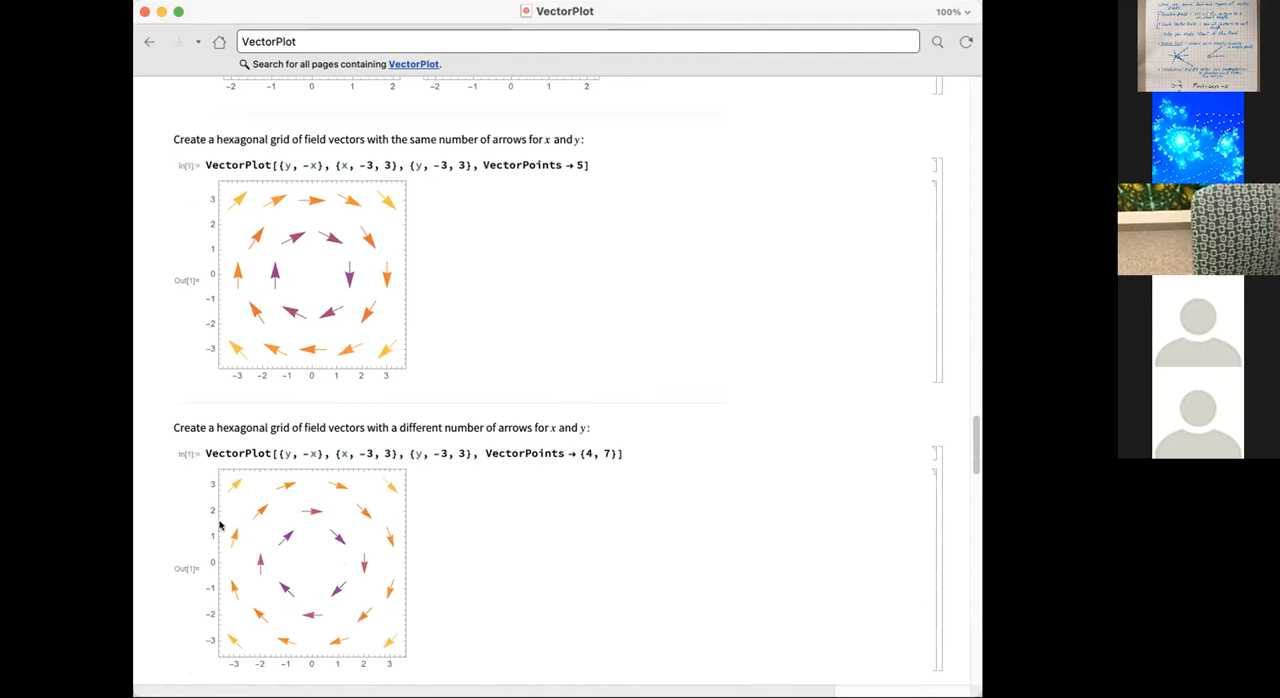 VectorPlot
100%
VectorPlot
Search for all pages containing VectorPlot.
-2 -1 0 1 2 -2 -1 0 1 2
Create a hexagonal grid of field vectors with the same number of arrows for x and y:
In[1]:= VectorPlot[{y, -x}, {x, -3, 3}, {y, -3, 3}, VectorPoints → 5]
3
2
1
0
Out[1]=
-1
-2
-3
-3 -2 -1 0 1 2 3
Create a hexagonal grid of field vectors with a different number of arrows for x and y:
In[1]:= VectorPlot[{y, -x}, {x, -3, 3}, {y, -3, 3}, VectorPoints → {4, 7}]
3
2
1
0
Out[1]=
-1
-2
-3
-3 -2 -1 0 1 2 3